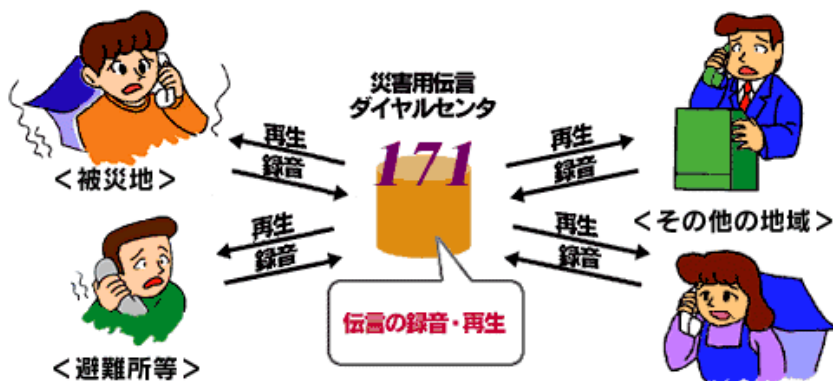 災害用伝言
ダイヤルセンタ
171
再生
録音
再生
録音
＜被災地＞
＜その他の地域＞
再生
録音
再生
録音
伝言の録音・再生
＜避難所等＞